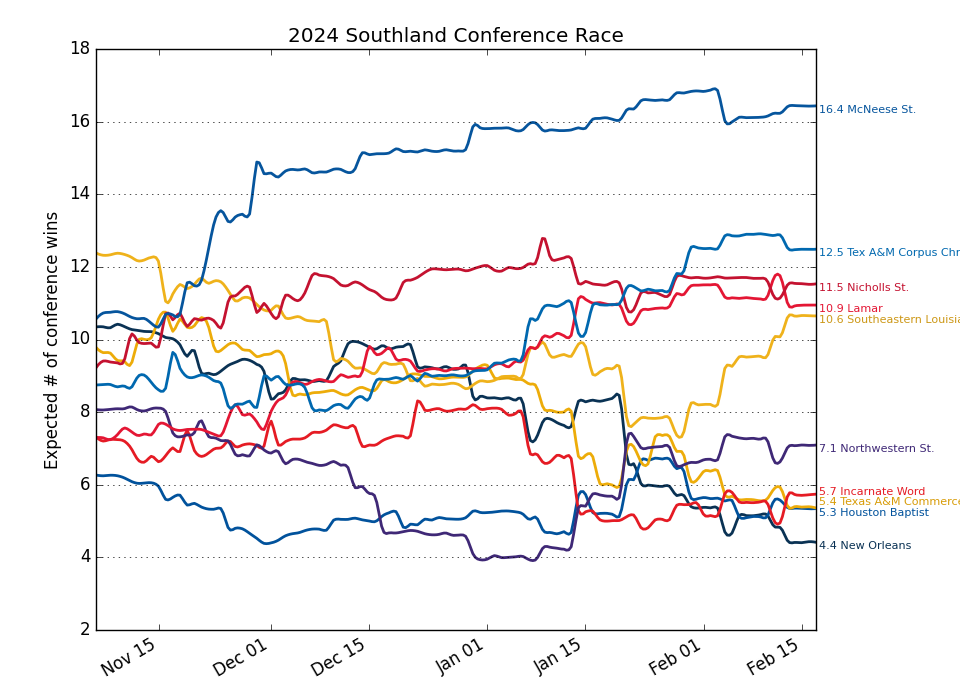 2024 Southland Conference Race
Expected # of conference wins
18
16
14
12
10
8
6
4
2
16.4 McNeese St.
12.5 Tex A&M Corpus Chr
11.5 Nicholls St.
10.9 Lamar
10.6 Southeastern Louisia
7.1 Northwestern St.
5.7 Incarnate Word
5.4 Texas A&M Commerce
5.3 Houston Baptist
4.4 New Orleans
Nov 15
Dec 01
Dec 15
Jan 01
Jan 15
Feb 01
Feb 15